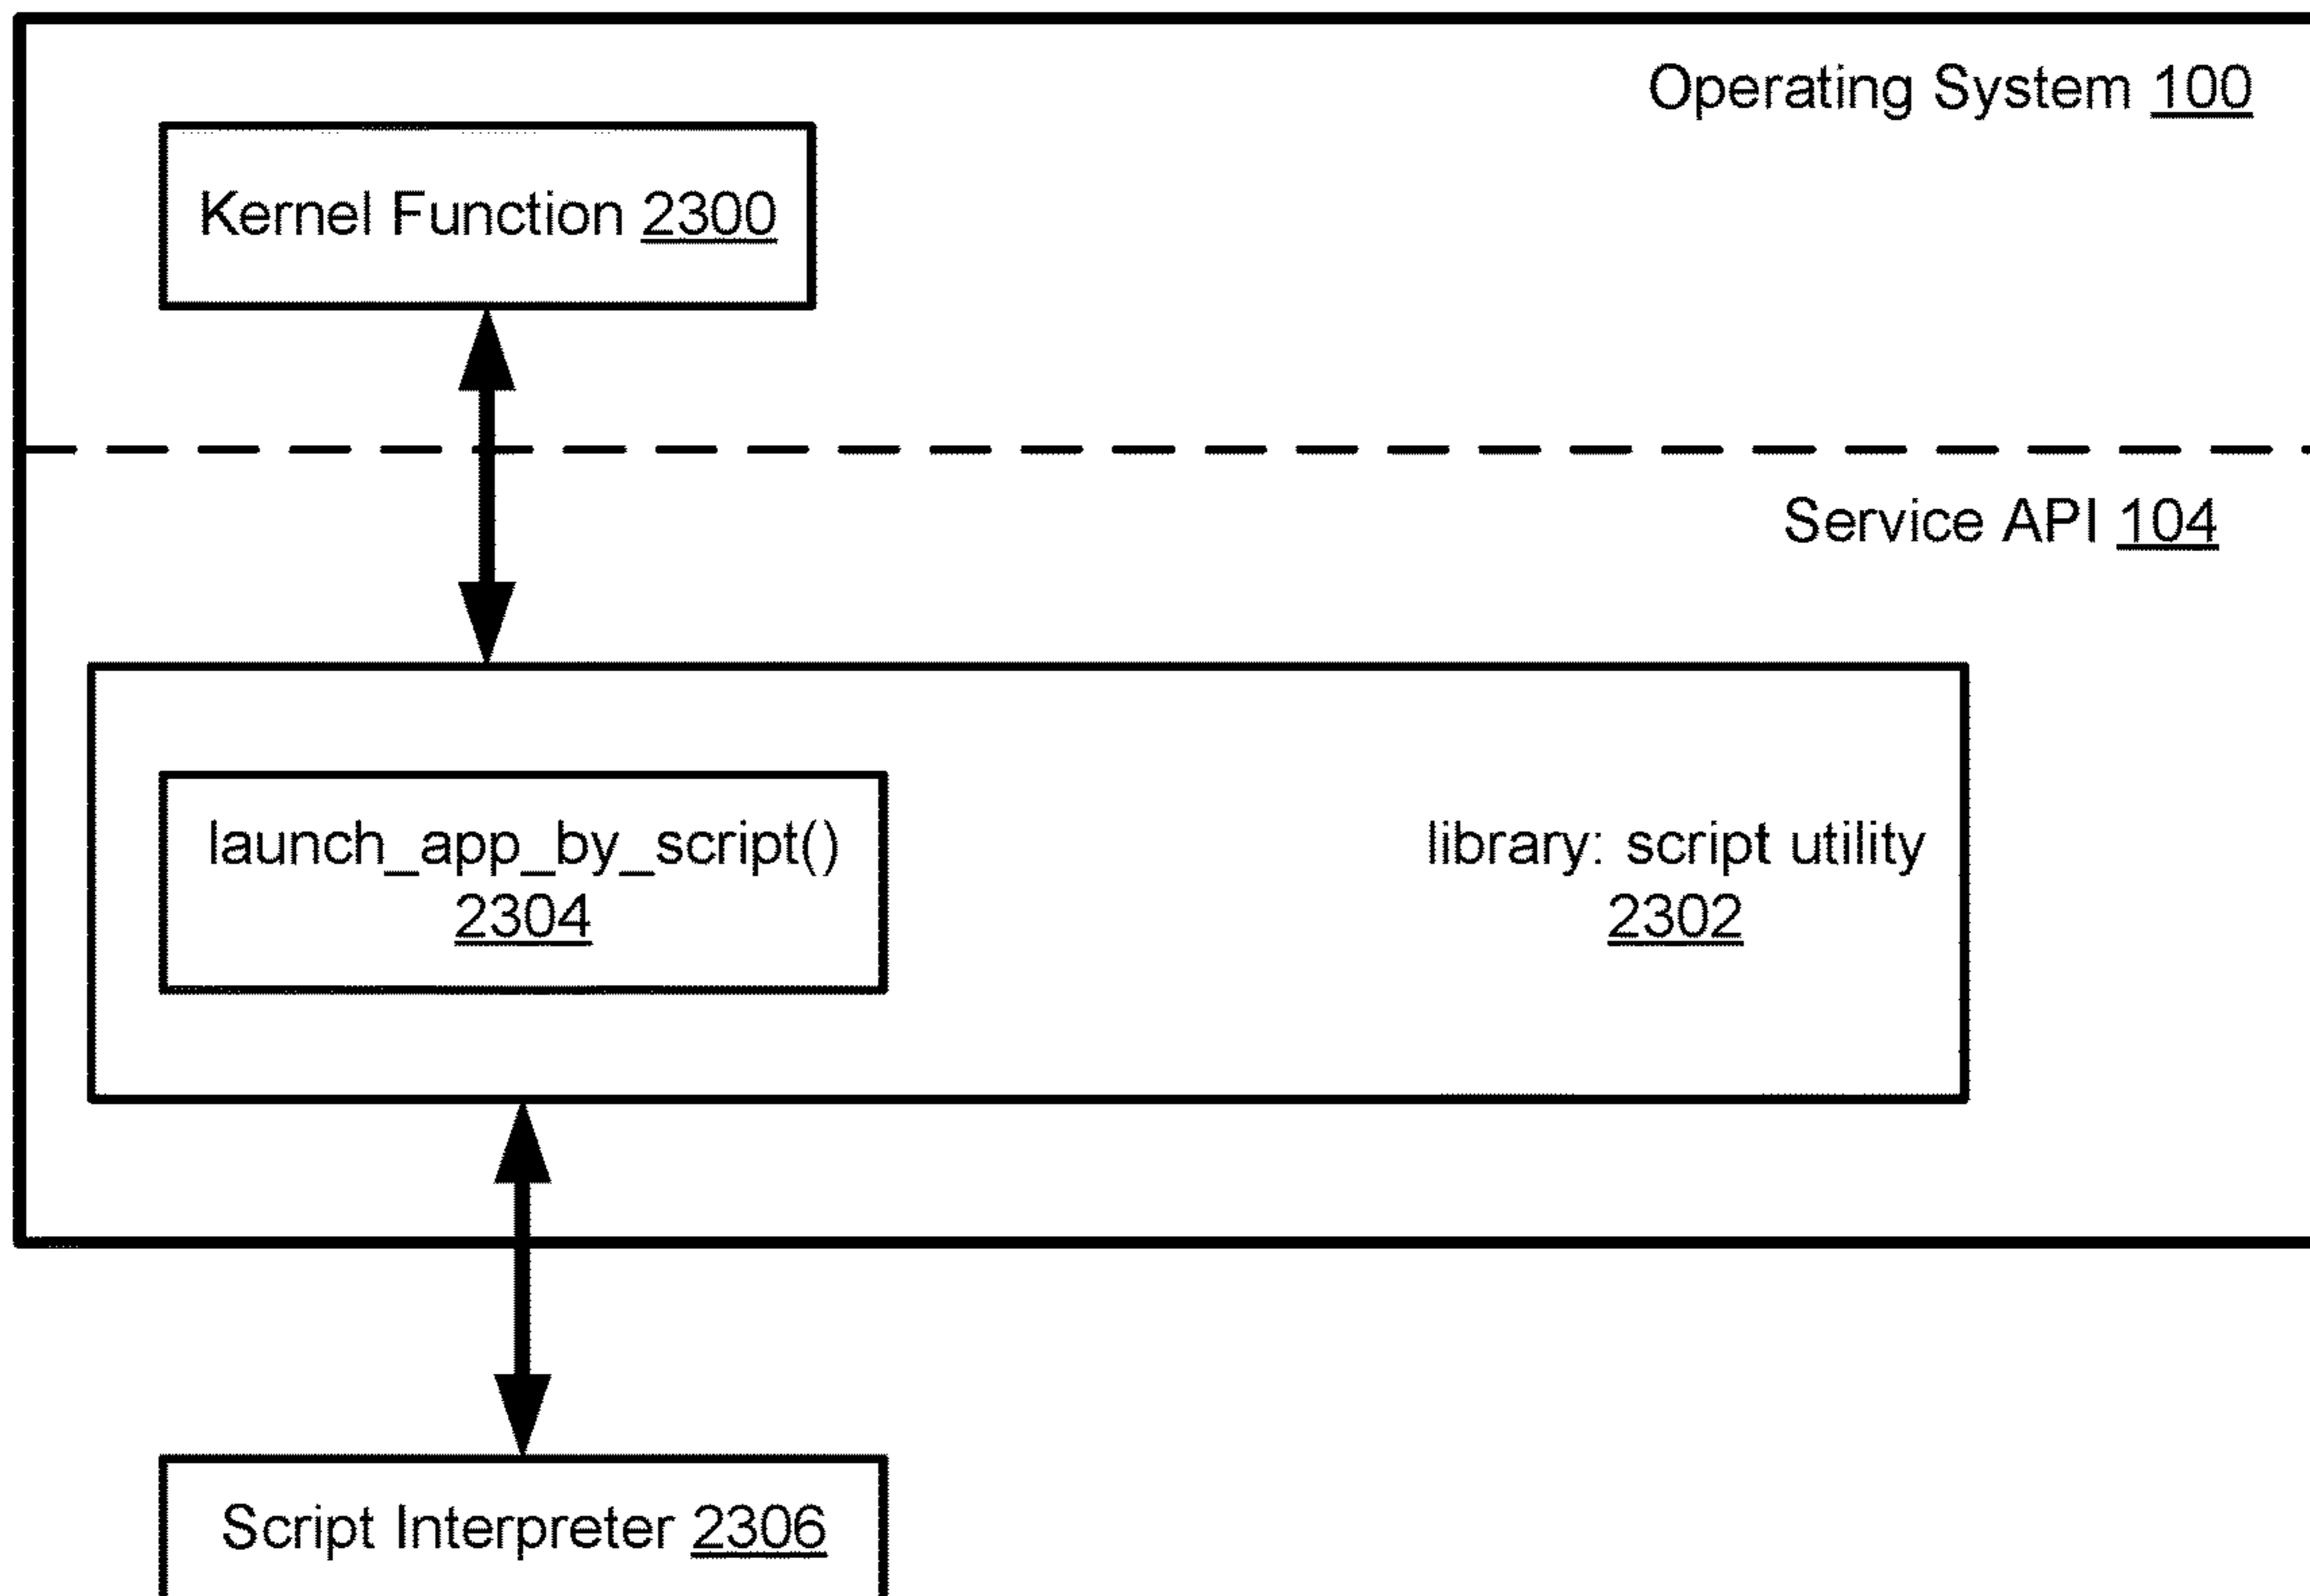 Operating System 100
Kernel Function 2300
Service API 104
launch_app_by_script()
2304
library: script utility
2302
Script Interpreter 2306